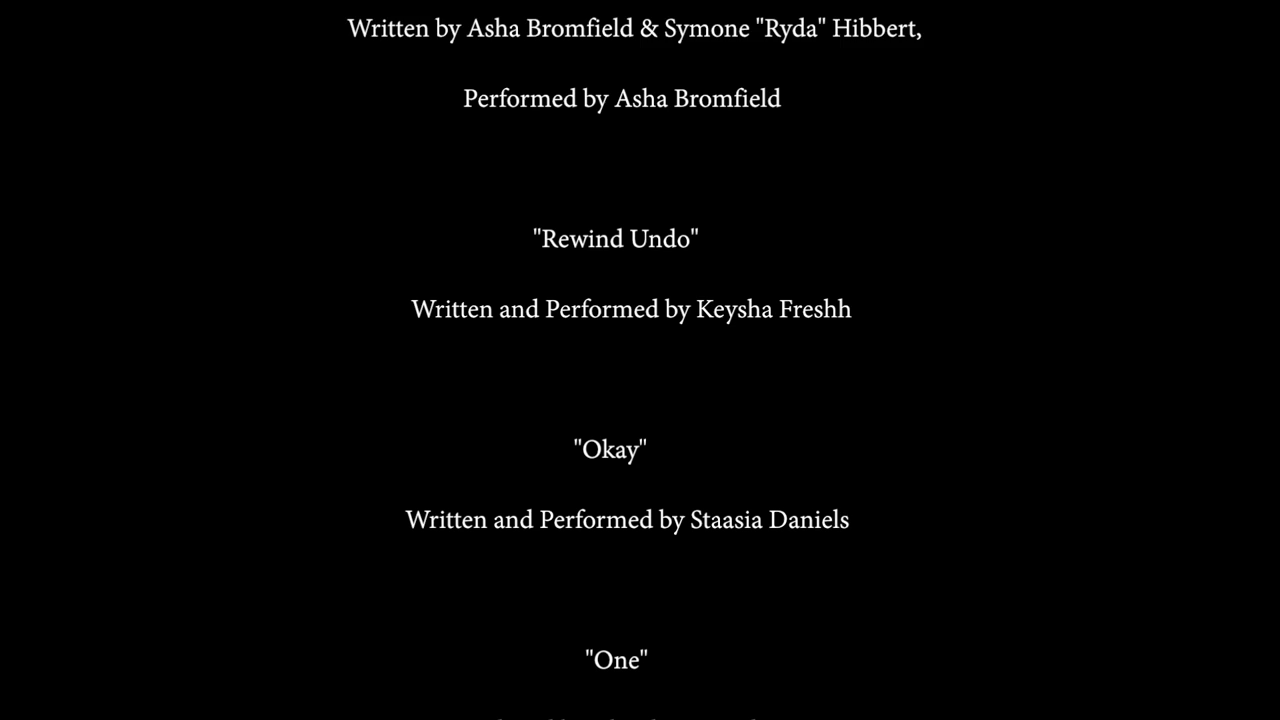 Written by Asha Bromfield & Symone "Ryda" Hibbert,
Performed by Asha Bromfield
"Rewind Undo"
Written and Performed by Keysha Freshh
"Okay"
Written and Performed by Staasia Daniels
"One"